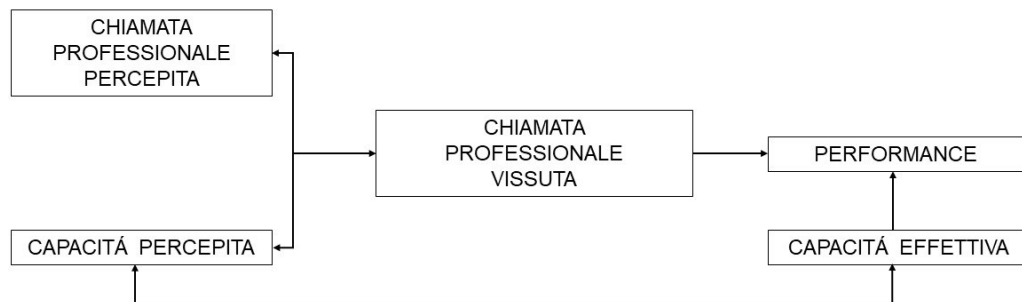 CHIAMATA
PROFESSIONALE
PERCEPITA
CHIAMATA
PROFESSIONALE
VISSUTA
PERFORMANCE
CAPACITÁ PERCEPITA
CAPACITÁ EFFETTIVA